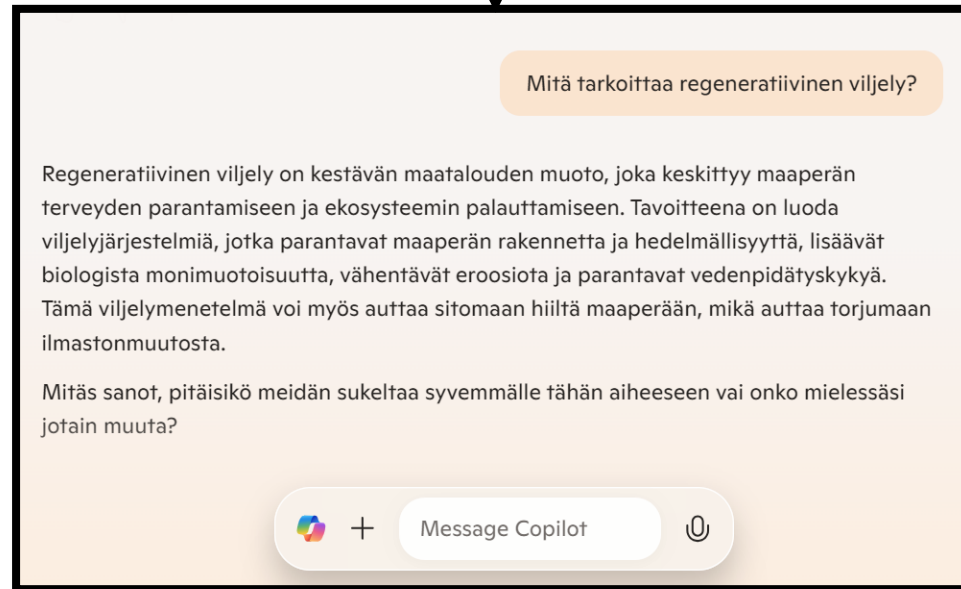 Mitä tarkoittaa regeneratiivinen viljely?
Regeneratiivinen viljely on kestävän maatalouden muoto, joka keskittyy maaperän
terveyden parantamiseen ja ekosysteemin palauttamiseen. Tavoitteena on luoda
viljelyjärjestelmiä, jotka parantavat maaperän rakennetta ja hedelmällisyyttä, lisäävät
biologista monimuotoisuutta, vähentävät eroosiota ja parantavat vedenpidätyskykyä.
Tämä viljelymenetelmä voi myös auttaa sitomaan hiiltä maaperään, mikä auttaa torjumaan
ilmastonmuutosta.
Mitäs sanot, pitäisikö meidän sukeltaa syvemmälle tähän aiheeseen vai onko mielessäsi
jotain muuta?
Message Copilot